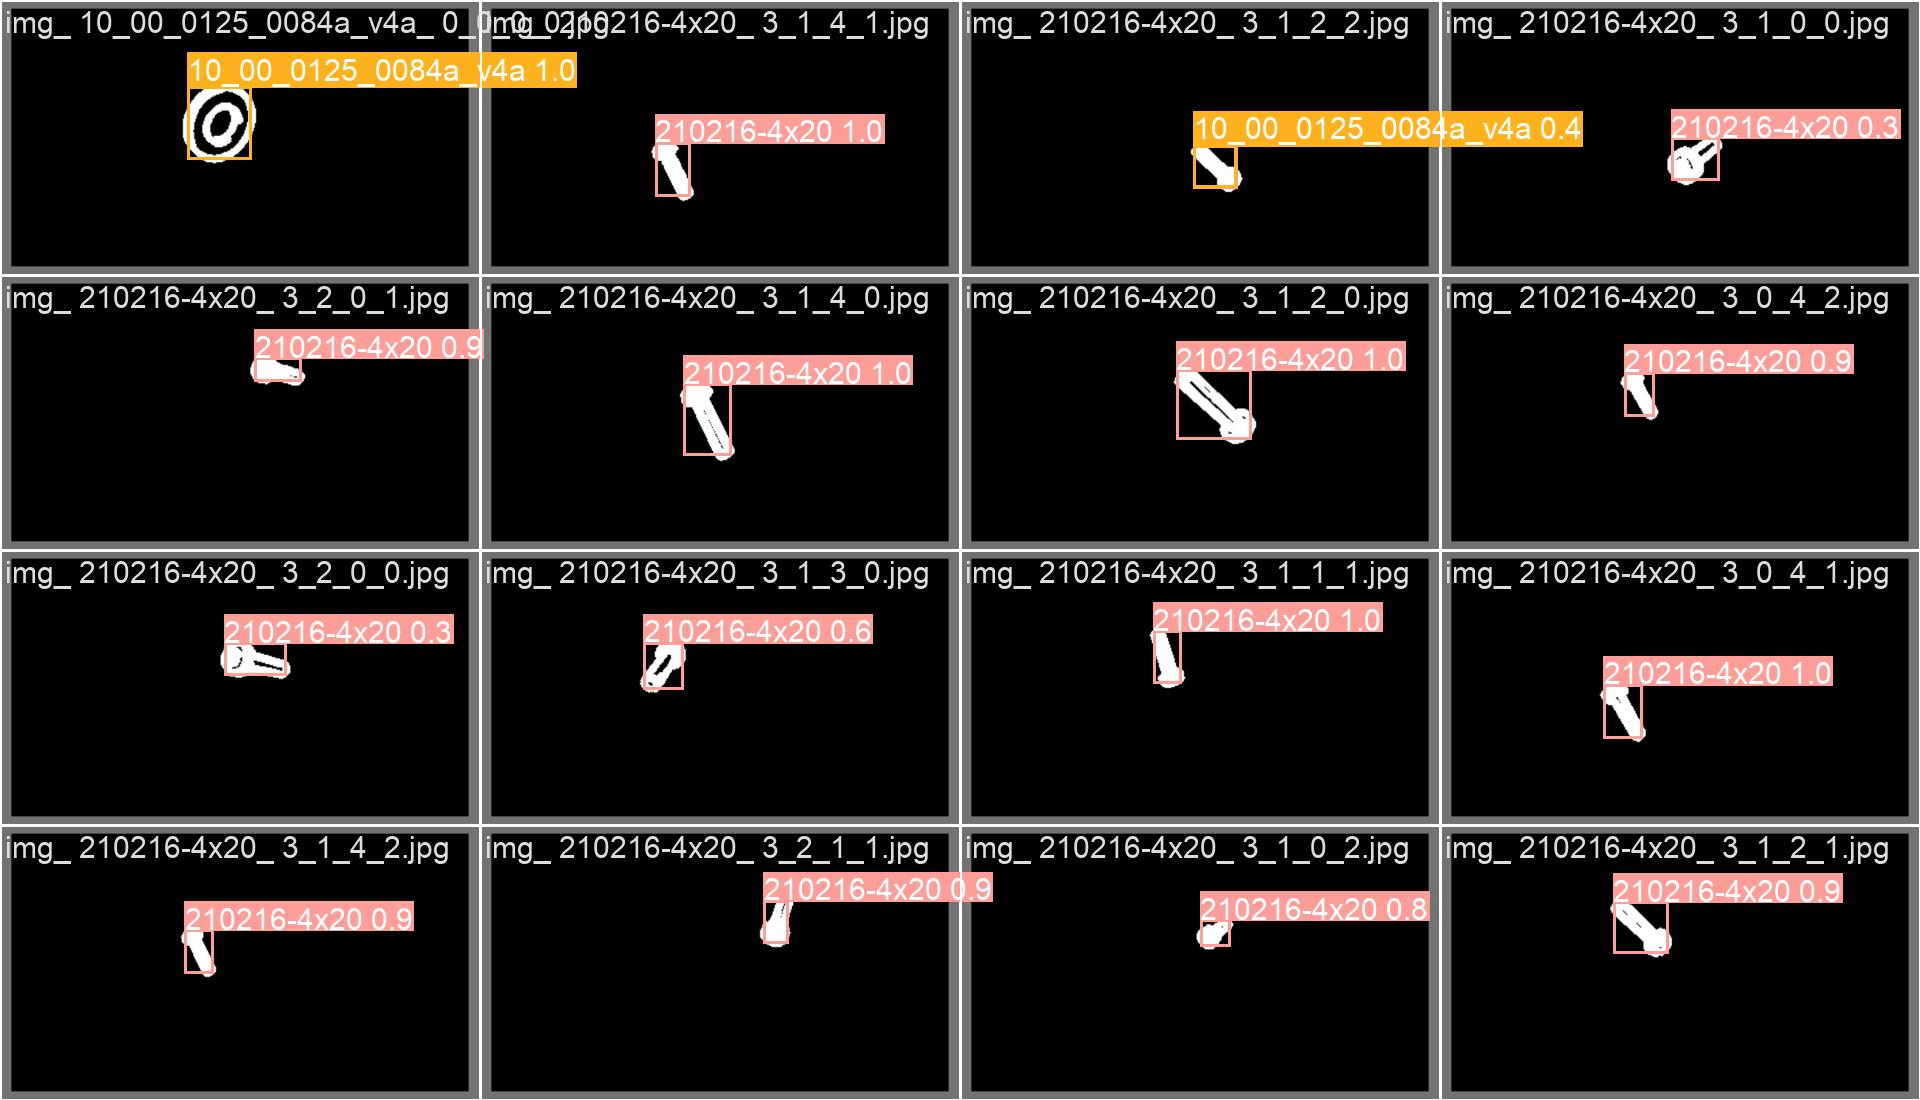 img_ 10_00_0125_0084a_v4a_ 0_0_0_0.jpg
img_ 210216-4x20_ 3_1_4_1.jpg
img_ 210216-4x20_ 3_1_2_2.jpg
img_ 210216-4x20_ 3_1_0_0.jpg
10_00_0125_0084a_v4a 1.0
210216-4x20 1.0
10_00_0125_0084a_v4a 0.4
210216-4x20 0.3
img_ 210216-4x20_ 3_2_0_1.jpg
img_ 210216-4x20_ 3_1_4_0.jpg
img_ 210216-4x20_ 3_1_2_0.jpg
img_ 210216-4x20_ 3_0_4_2.jpg
210216-4x20 0.9
210216-4x20 1.0
210216-4x20 1.0
210216-4x20 0.9
img_ 210216-4x20_ 3_2_0_0.jpg
img_ 210216-4x20_ 3_1_3_0.jpg
img_ 210216-4x20_ 3_1_1_1.jpg
img_ 210216-4x20_ 3_0_4_1.jpg
210216-4x20 0.3
210216-4x20 0.6
210216-4x20 1.0
210216-4x20 1.0
img_ 210216-4x20_ 3_1_4_2.jpg
img_ 210216-4x20_ 3_2_1_1.jpg
img_ 210216-4x20_ 3_1_0_2.jpg
img_ 210216-4x20_ 3_1_2_1.jpg
210216-4x20 0.9
210216-4x20 0.9
210216-4x20 0.8
210216-4x20 0.9